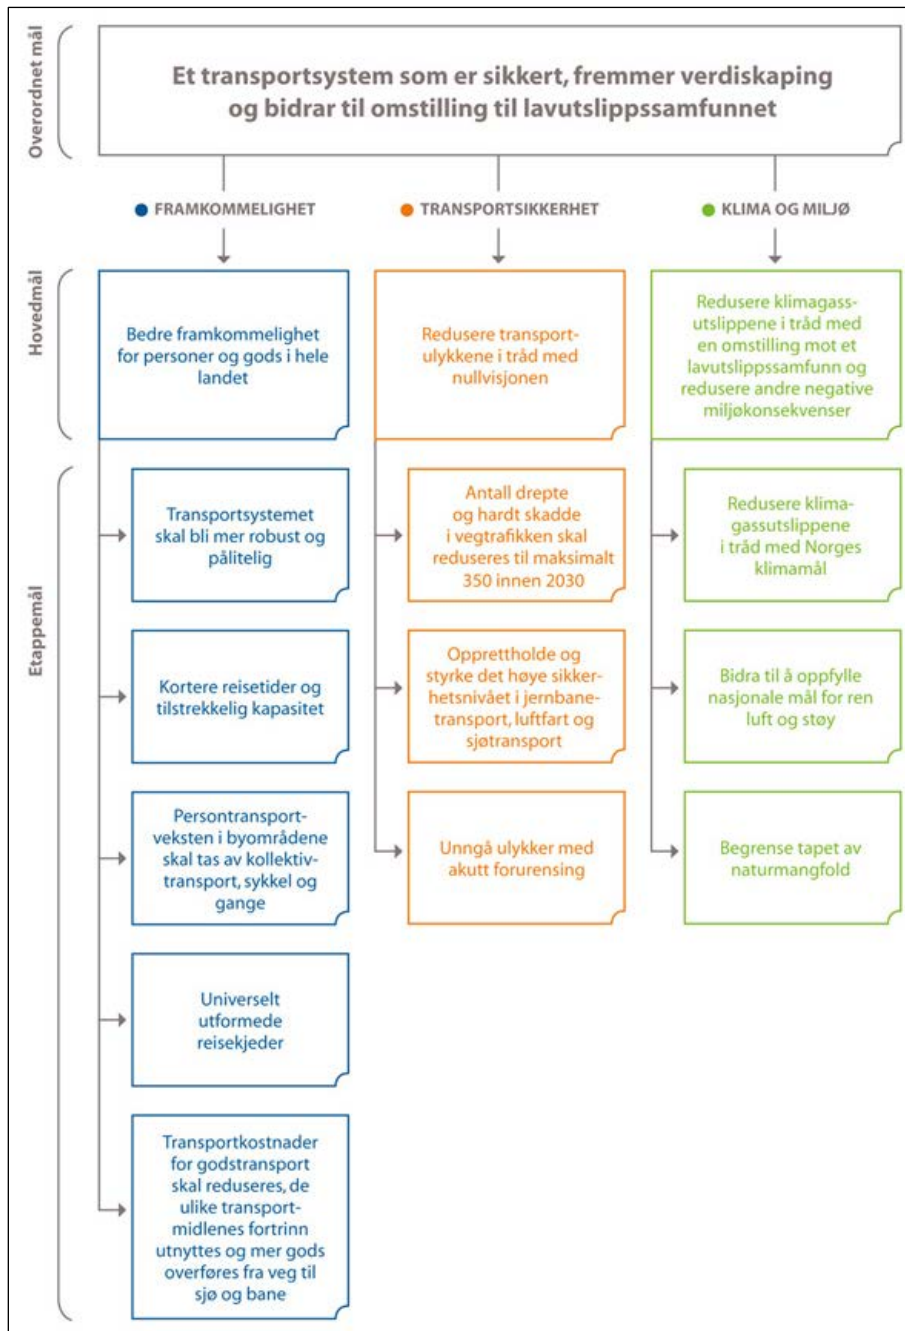 Overordnet mål
Et transportsystem som er sikkert, fremmer verdiskaping
og bidrar til omstilling til lavutslippssamfunnet
FRAMKOMMELIGHET
TRANSPORTSIKKERHET
KLIMA OG MILJØ
Hovedmål
Bedre framkommelighet
for personer og gods i hele
landet
Redusere transport-
ulykkene i tråd med
nullvisjonen
Redusere klimagass-
utslippene i tråd med
en omstilling mot et
lavutslippssamfunn og
redusere andre negative
miljøkonsekvenser
Etappemål
Transportsystemet
skal bli mer robust og
pålitelig
Kortere reisetider og
tilstrekkelig kapasitet
Persontransport-
veksten i byområdene
skal tas av kollektiv-
transport, sykkel og
gange
Universelt
utformede
reisekjeder
Transportkostnader
for godstransport
skal reduseres, de
ulike transport-
midlenes fortrinn
utnyttes og mer gods
overføres fra veg til
sjø og bane
Antall drepte
og hardt skadde
i vegtrafikken skal
reduseres til maksimalt
350 innen 2030
Opprettholde og
styrke det høye sikker-
hetsnivået i jernbane-
transport, luftfart og
sjøtransport
Unngå ulykker med
akutt forurensing
Redusere klima-
gassutslippene
i tråd med Norges
klimamål
Bidra til å oppfylle
nasjonale mål for ren
luft og støy
Begrense tapet av
naturmangfold